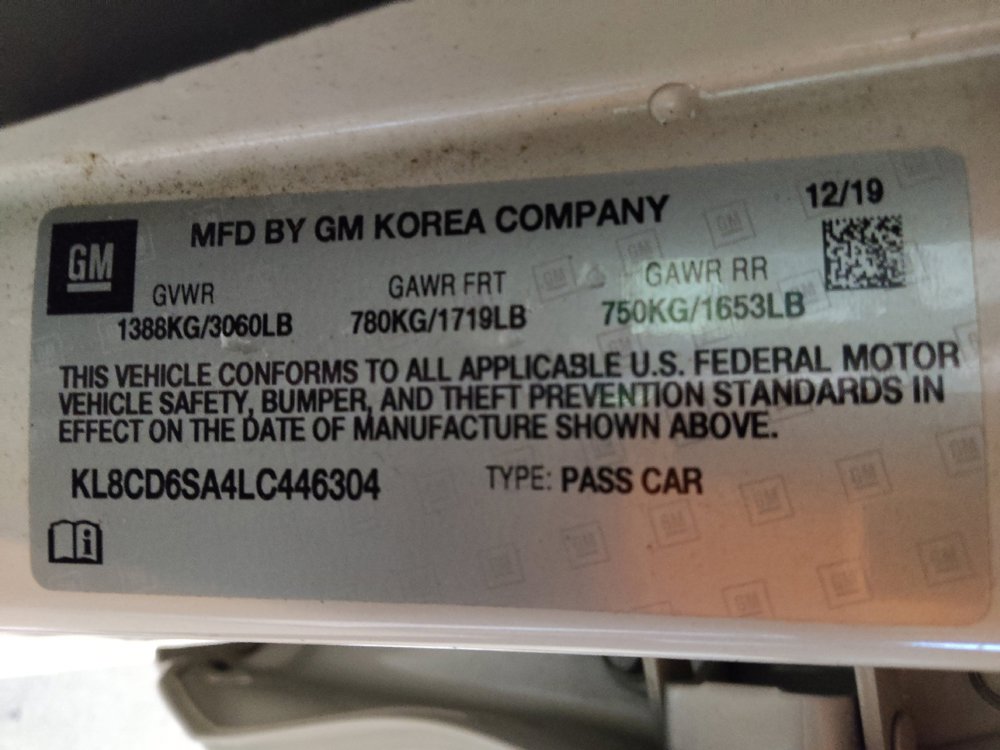 GM
MFD BY GM KOREA COMPANY
12/19
GVWR GAWR FRT GAWR RR
1388KG/3060LB 780KG/1719LB 750KG/1653LB
THIS VEHICLE CONFORMS TO ALL APPLICABLE U.S. FEDERAL MOTOR
VEHICLE SAFETY, BUMPER, AND THEFT PREVENTION STANDARDS IN
EFFECT ON THE DATE OF MANUFACTURE SHOWN ABOVE.
KL8CD6SA4LC446304 TYPE: PASS CAR